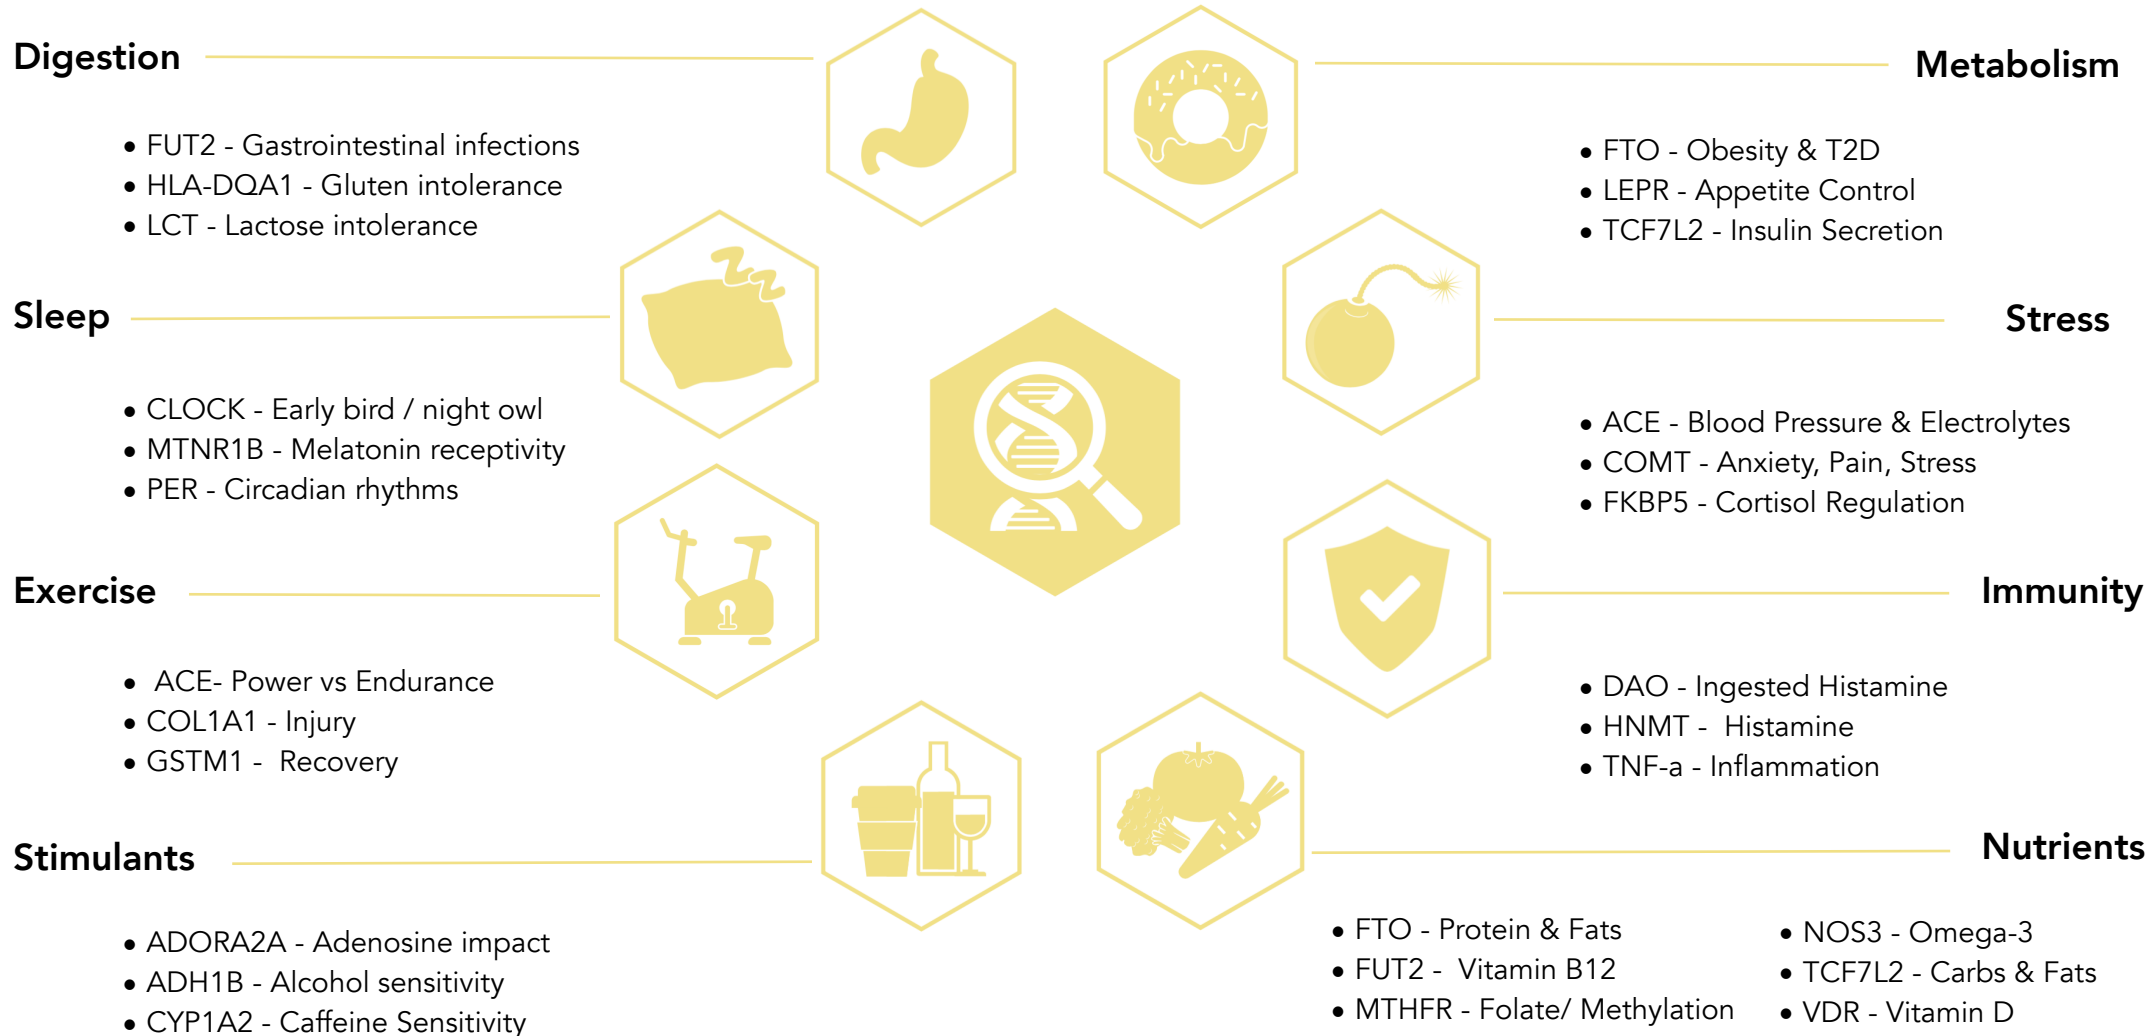 Digestion
• FUT2 - Gastrointestinal infections
• HLA-DQA1 - Gluten intolerance
• LCT - Lactose intolerance
Sleep
• CLOCK - Early bird / night owl
• MTNR1B - Melatonin receptivity
• PER - Circadian rhythms
Exercise
• ACE- Power vs Endurance
• COL1A1 - Injury
• GSTM1 - Recovery
Stimulants
• ADORA2A - Adenosine impact
• ADH1B - Alcohol sensitivity
• CYP1A2 - Caffeine Sensitivity
Metabolism
• FTO - Obesity & T2D
• LEPR - Appetite Control
• TCF7L2 - Insulin Secretion
Stress
• ACE - Blood Pressure & Electrolytes
• COMT - Anxiety, Pain, Stress
• FKBP5 - Cortisol Regulation
Immunity
• DAO - Ingested Histamine
• HNMT - Histamine
• TNF-a - Inflammation
Nutrients
• FTO - Protein & Fats
• FUT2 - Vitamin B12
• MTHFR - Folate/ Methylation
• NOS3 - Omega-3
• TCF7L2 - Carbs & Fats
• VDR - Vitamin D